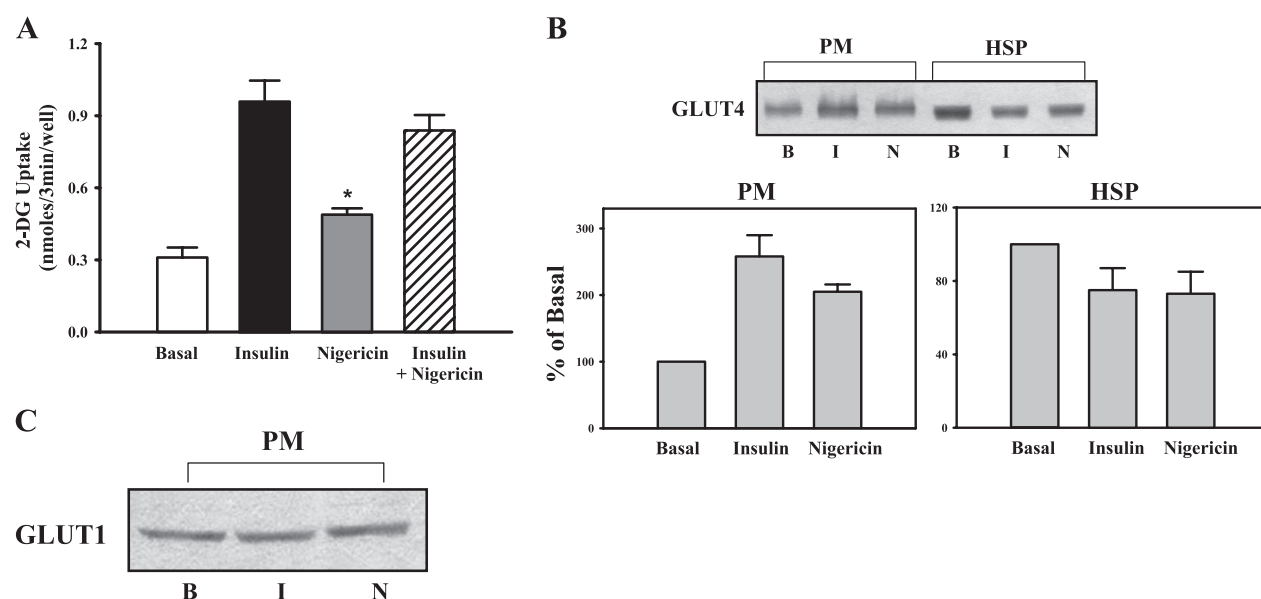 A
2-DG Uptake
(nmoles/3min/well)
1.2
0.9
0.6
0.3
0.0
*
Basal
Insulin
Nigericin
Insulin
+ Nigericin
B
PM
HSP
GLUT4
B I N B I N
PM
% of Basal
300
200
100
0
Basal Insulin Nigericin
HSP
120
80
40
0
Basal Insulin Nigericin
C
PM
GLUT1
B I N